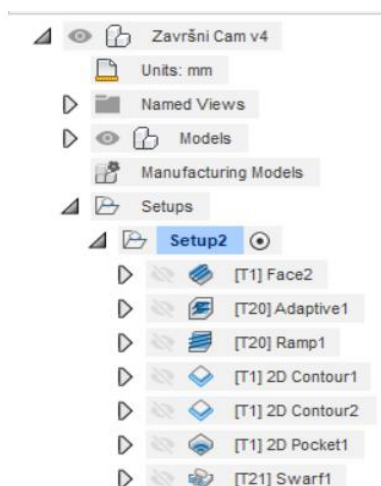 Završni Cam v4
Units: mm
Named Views
Models
Manufacturing Models
Setups
Setup2
[T1] Face2
[T20] Adaptive1
[T20] Ramp1
[T1] 2D Contour1
[T1] 2D Contour2
[T1] 2D Pocket1
[T21] Swarf1